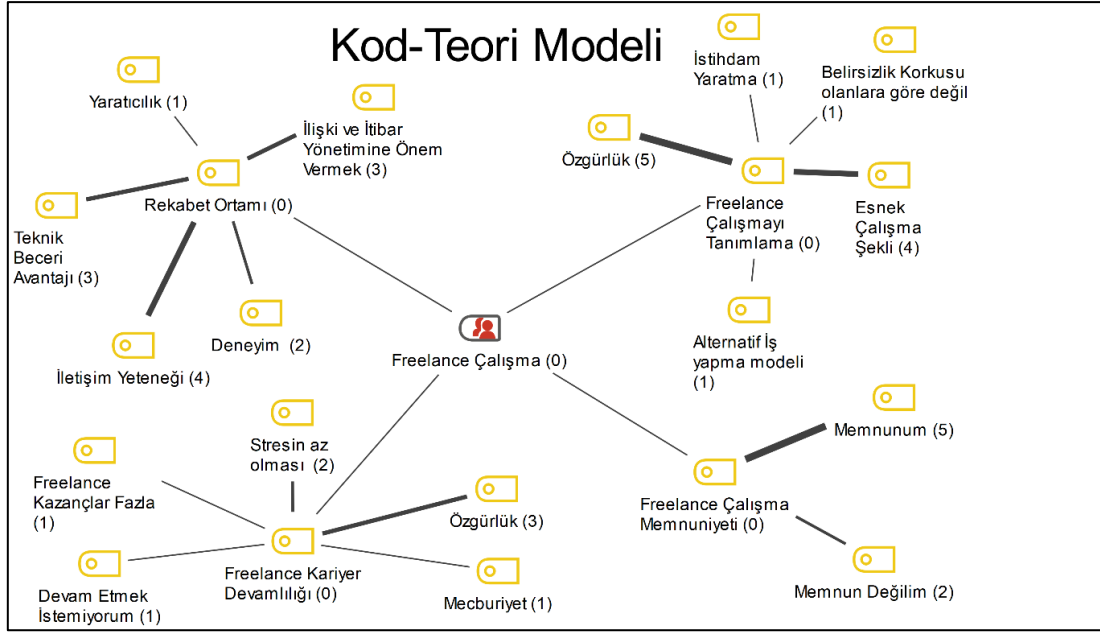 Kod-Teori Modeli
Yaratıcılık (1)
İlişki ve İtibar
Yönetimine Önem
Vermek (3)
Rekabet Ortamı (0)
Teknik
Beceri
Avantajı (3)
Deneyim (2)
İletişim Yeteneği (4)
İstihdam
Yaratma (1)
Belirsizlik Korkusu
olanlara göre değil
(1)
Özgürlük (5)
Freelance
Çalışmayı
Tanımlama (0)
Esnek
Çalışma
Şekli (4)
Alternatif İş
yapma modeli
(1)
Freelance Çalışma (0)
Stresin az
olması (2)
Freelance
Kazançlar Fazla
(1)
Özgürlük (3)
Freelance Kariyer
Devamlılığı (0)
Devam Etmek
İstemiyorum (1)
Mecburiyet (1)
Memnunum (5)
Freelance Çalışma
Memnuniyeti (0)
Memnun Değilim (2)